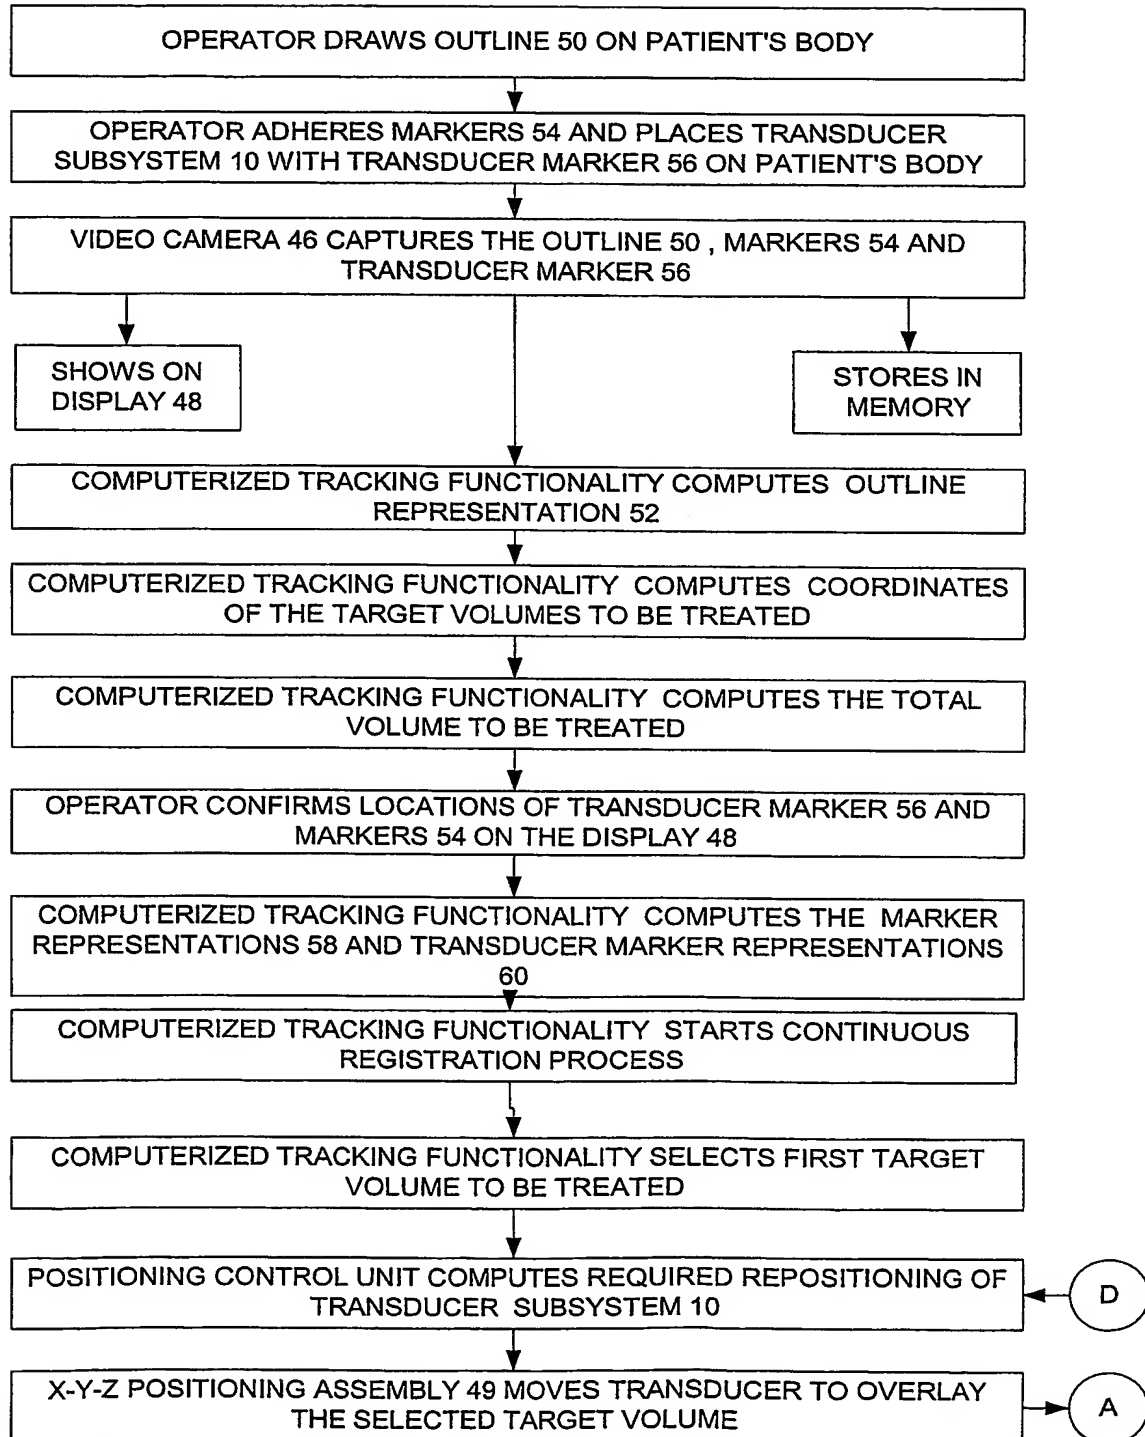 OPERATOR DRAWS OUTLINE 50 ON PATIENT'S BODY
OPERATOR ADHERES MARKERS 54 AND PLACES TRANSDUCER
SUBSYSTEM 10 WITH TRANSDUCER MARKER 56 ON PATIENT'S BODY
VIDEO CAMERA 46 CAPTURES THE OUTLINE 50 , MARKERS 54 AND
TRANSDUCER MARKER 56
SHOWS ON
DISPLAY 48
STORES IN
MEMORY
COMPUTERIZED TRACKING FUNCTIONALITY COMPUTES OUTLINE
REPRESENTATION 52
COMPUTERIZED TRACKING FUNCTIONALITY COMPUTES COORDINATES
OF THE TARGET VOLUMES TO BE TREATED
COMPUTERIZED TRACKING FUNCTIONALITY COMPUTES THE TOTAL
VOLUME TO BE TREATED
OPERATOR CONFIRMS LOCATIONS OF TRANSDUCER MARKER 56 AND
MARKERS 54 ON THE DISPLAY 48
COMPUTERIZED TRACKING FUNCTIONALITY COMPUTES THE MARKER
REPRESENTATIONS 58 AND TRANSDUCER MARKER REPRESENTATIONS
60
COMPUTERIZED TRACKING FUNCTIONALITY STARTS CONTINUOUS
REGISTRATION PROCESS
COMPUTERIZED TRACKING FUNCTIONALITY SELECTS FIRST TARGET
VOLUME TO BE TREATED
POSITIONING CONTROL UNIT COMPUTES REQUIRED REPOSITIONING OF
TRANSDUCER SUBSYSTEM 10
D
X-Y-Z POSITIONING ASSEMBLY 49 MOVES TRANSDUCER TO OVERLAY
THE SELECTED TARGET VOLUME
A